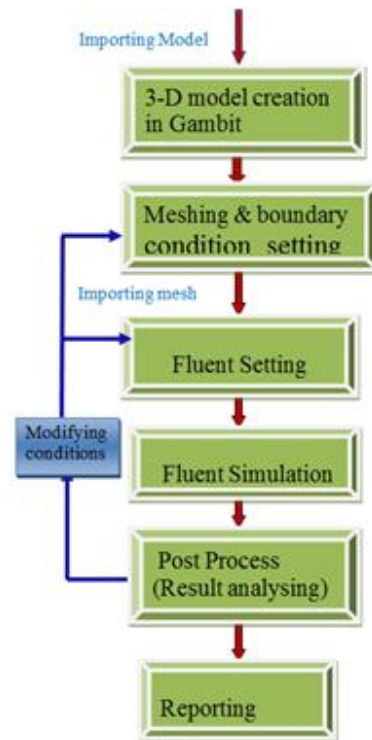 Importing Model
3-D model creation
in Gambit
Meshing & boundary
condition setting
Importing mesh
Fluent Setting
Modifying
conditions
Fluent Simulation
Post Process
(Result analysing)
Reporting